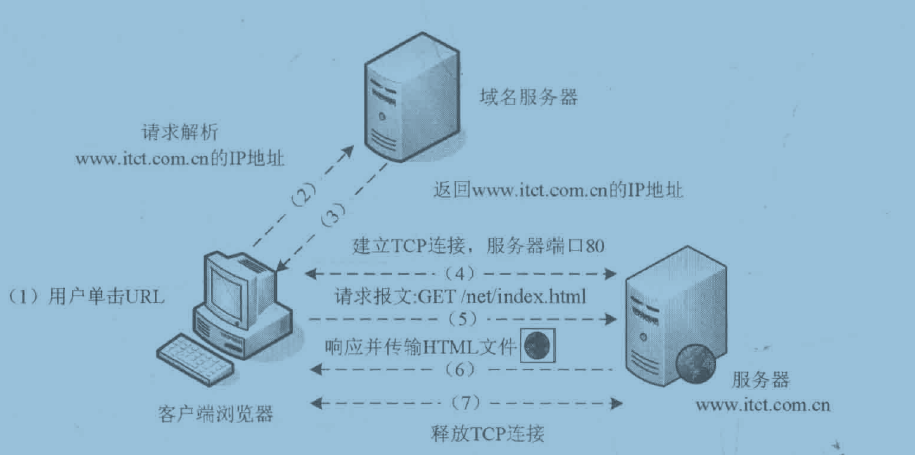 域名服务器
请求解析
www.itct.com.cn的IP地址
(2)
(3)
返回www.itct.com.cn的IP地址
建立TCP连接，服务器端口80
(4)
(1) 用户单击URL
请求报文:GET /net/index.html
(5)
响应并传输HTML文件
(6)
服务器
www.itct.com.cn
(7)
客户端浏览器
释放TCP连接